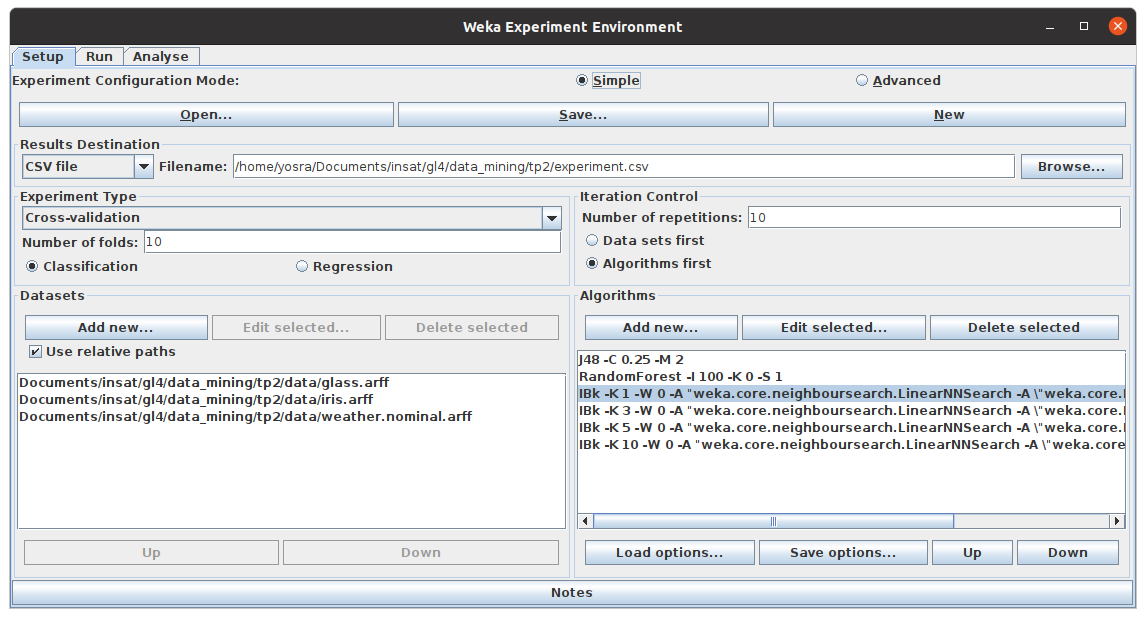 Weka Experiment Environment
Setup Run Analyse
Experiment Configuration Mode: Simple Advanced
Open... Save... New
Results Destination
CSV file Filename: /home/yosra/Documents/insat/gl4/data_mining/tp2/experiment.csv Browse...
Experiment Type
Cross-validation
Number of folds: 10
Classification Regression
Iteration Control
Number of repetitions: 10
Data sets first
Algorithms first
Datasets
Add new... Edit selected... Delete selected
Use relative paths
Documents/insat/gl4/data_mining/tp2/data/glass.arff
Documents/insat/gl4/data_mining/tp2/data/iris.arff
Documents/insat/gl4/data_mining/tp2/data/weather.nominal.arff
Up Down
Algorithms
Add new... Edit selected... Delete selected
J48 -C 0.25 -M 2
RandomForest -I 100 -K 0 -S 1
IBk -K 1 -W 0 -A "weka.core.neighboursearch.LinearNNSearch -A \"weka.core.
IBk -K 3 -W 0 -A "weka.core.neighboursearch.LinearNNSearch -A \"weka.core.
IBk -K 5 -W 0 -A "weka.core.neighboursearch.LinearNNSearch -A \"weka.core.
IBk -K 10 -W 0 -A "weka.core.neighboursearch.LinearNNSearch -A \"weka.core
Load options... Save options... Up Down
Notes